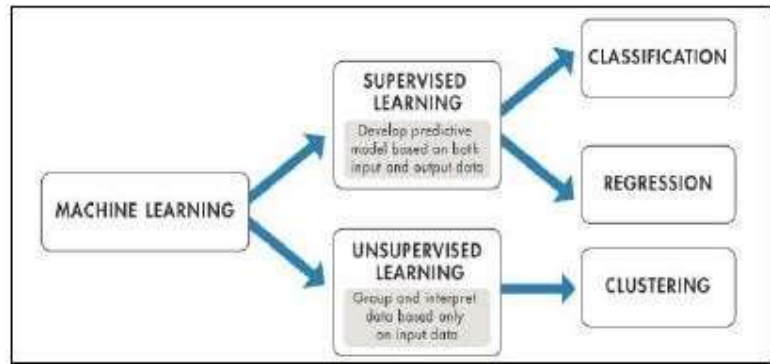 MACHINE LEARNING
SUPERVISED
LEARNING
Develop predictive
model based on both
input and output data
UNSUPERVISED
LEARNING
Group and interpret
data based only
on input data
CLASSIFICATION
REGRESSION
CLUSTERING